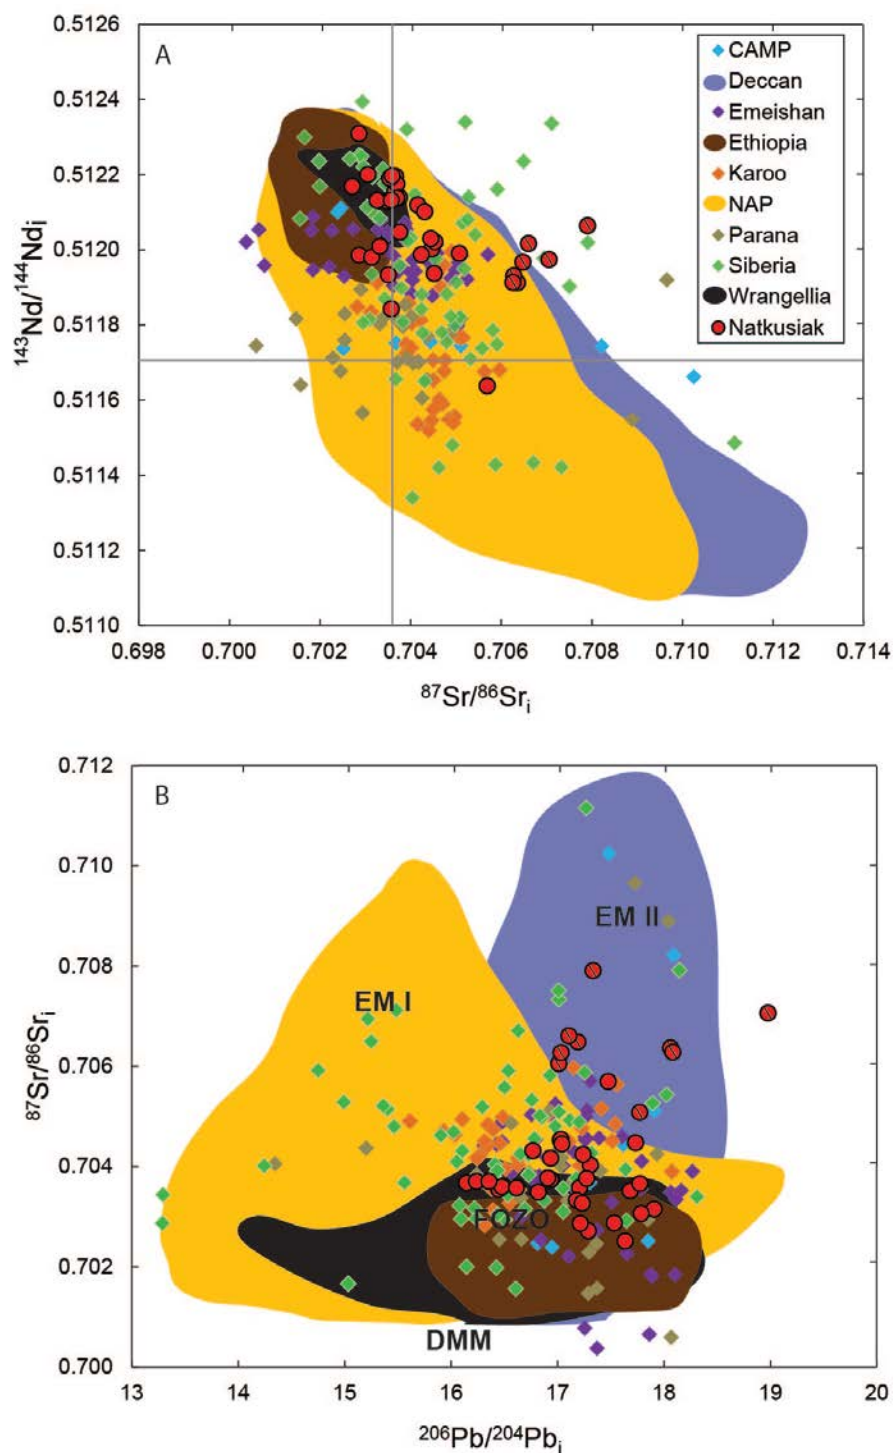 A
0.5126
0.5124
0.5122
0.5120
0.5118
0.5116
0.5114
0.5112
0.5110
143Nd/144Ndi
CAMP
Deccan
Emeishan
Ethiopia
Karoo
NAP
Parana
Siberia
Wrangellia
Natkusiak
0.698 0.700 0.702 0.704 0.706 0.708 0.710 0.712 0.714
87Sr/86Sri
B
0.712
0.710
0.708
0.706
0.704
0.702
0.700
87Sr/86Sri
EM II
EM I
FOZO
DMM
13 14 15 16 17 18 19 20
206Pb/204Pbi